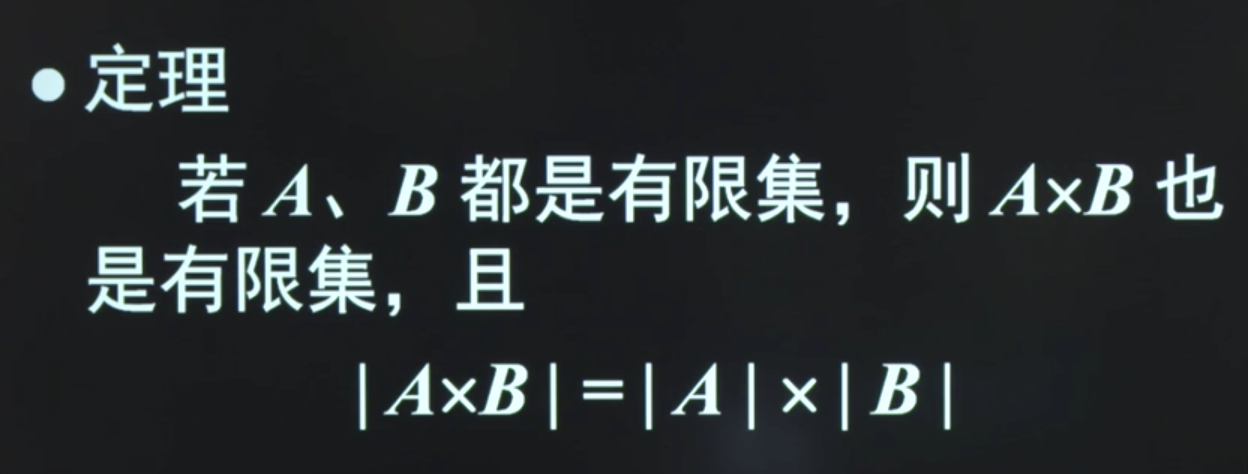 ● 定理
若 A、B 都是有限集，则 A×B 也
是有限集，且
| A×B | = | A | × | B |